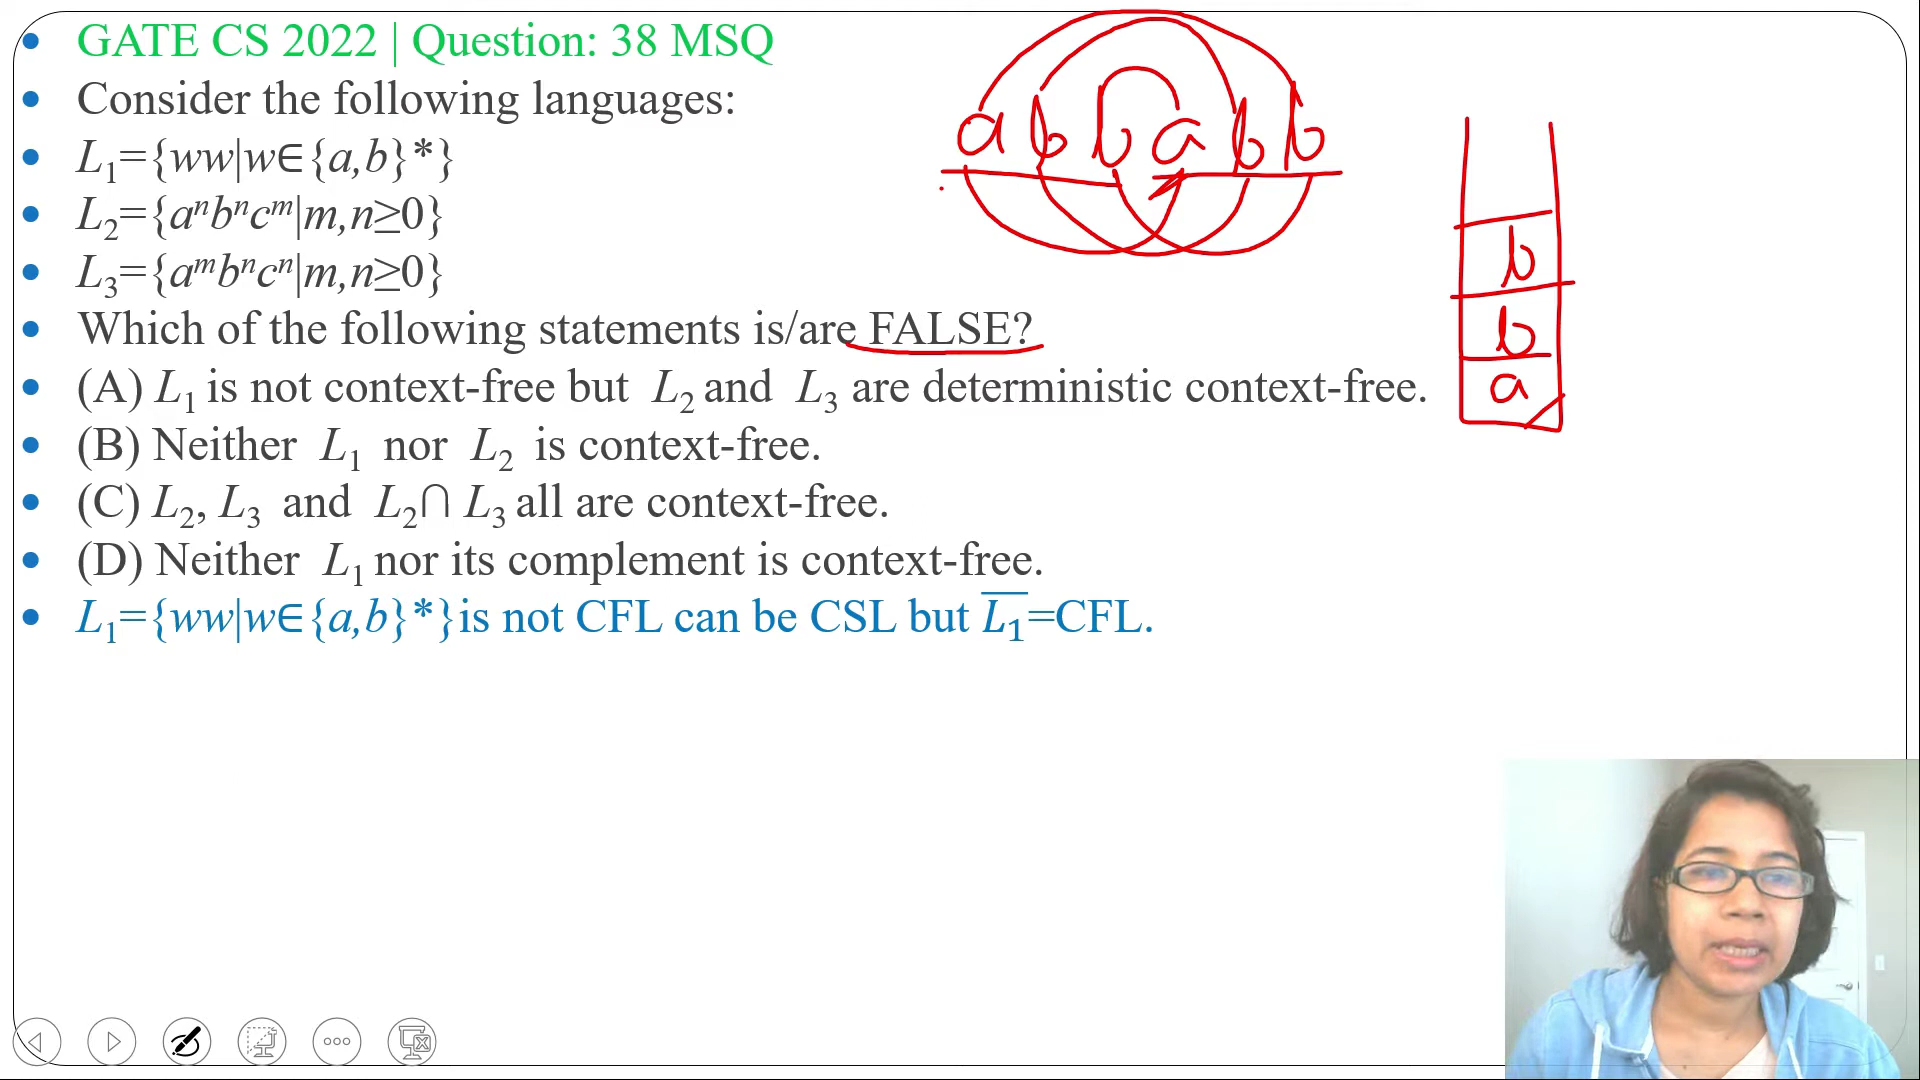 GATE CS 2022 | Question: 38 MSQ
Consider the following languages:
L₁={ww|w∈{a,b}*}
L₂={aⁿbⁿcᵐ|m,n≥0}
L₃={aᵐbⁿcⁿ|m,n≥0}
Which of the following statements is/are FALSE?
(A) L₁ is not context-free but L₂ and L₃ are deterministic context-free.
(B) Neither L₁ nor L₂ is context-free.
(C) L₂, L₃ and L₂∩ L₃ all are context-free.
(D) Neither L₁ nor its complement is context-free.
L₁={ww|w∈{a,b}*}is not CFL can be CSL but L̅₁=CFL.
a b b a b b
b
b
a